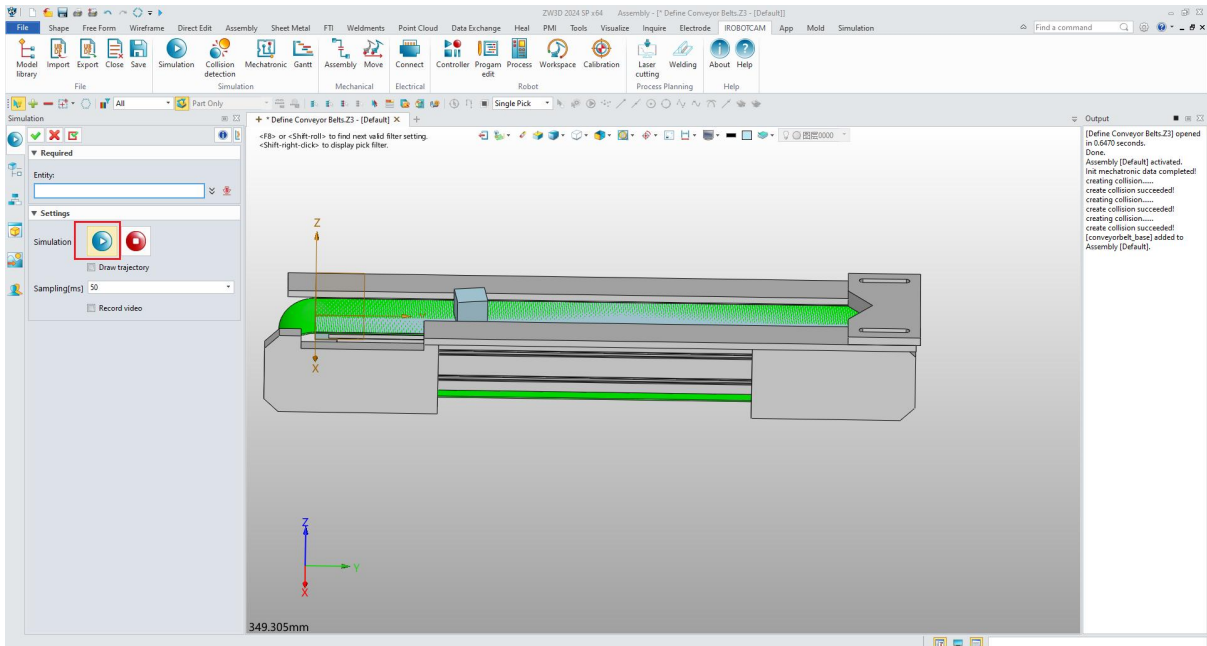 ZW3D 2024 SP x64 Assembly - [* Define Conveyor Belts.Z3 - [Default]]
File Shape Free Form Wireframe Direct Edit Assembly Sheet Metal FTI Weldments Point Cloud Data Exchange Heal PMI Tools Visualize Inquire Electrode IROBOTCAM App Mold Simulation Find a command
Model library Import Export Close Save Simulation Collision detection Mechatronic Gantt Assembly Move Connect Controller Progam edit Process Workspace Calibration Laser cutting Welding About Help
File Simulation Mechanical Electrical Robot Process Planning Help
All Part Only Single Pick
Simulation
+ * Define Conveyor Belts.Z3 - [Default] × +
Output
<F8> or <Shift-roll> to find next valid filter setting.
<Shift-right-click> to display pick filter.
图层0000
▼ Required
Entity:
▼ Settings
Simulation
Draw trajectory
Sampling(ms) 50
Record video
[Define Conveyor Belts.Z3] opened
in 0.6470 seconds.
Done.
Assembly [Default] activated.
Init mechatronic data completed!
creating collision......
create collision succeeded!
creating collision......
create collision succeeded!
creating collision......
create collision succeeded!
[conveyorbelt_base] added to
Assembly [Default].
Z
X
Z
Y
X
349.305mm